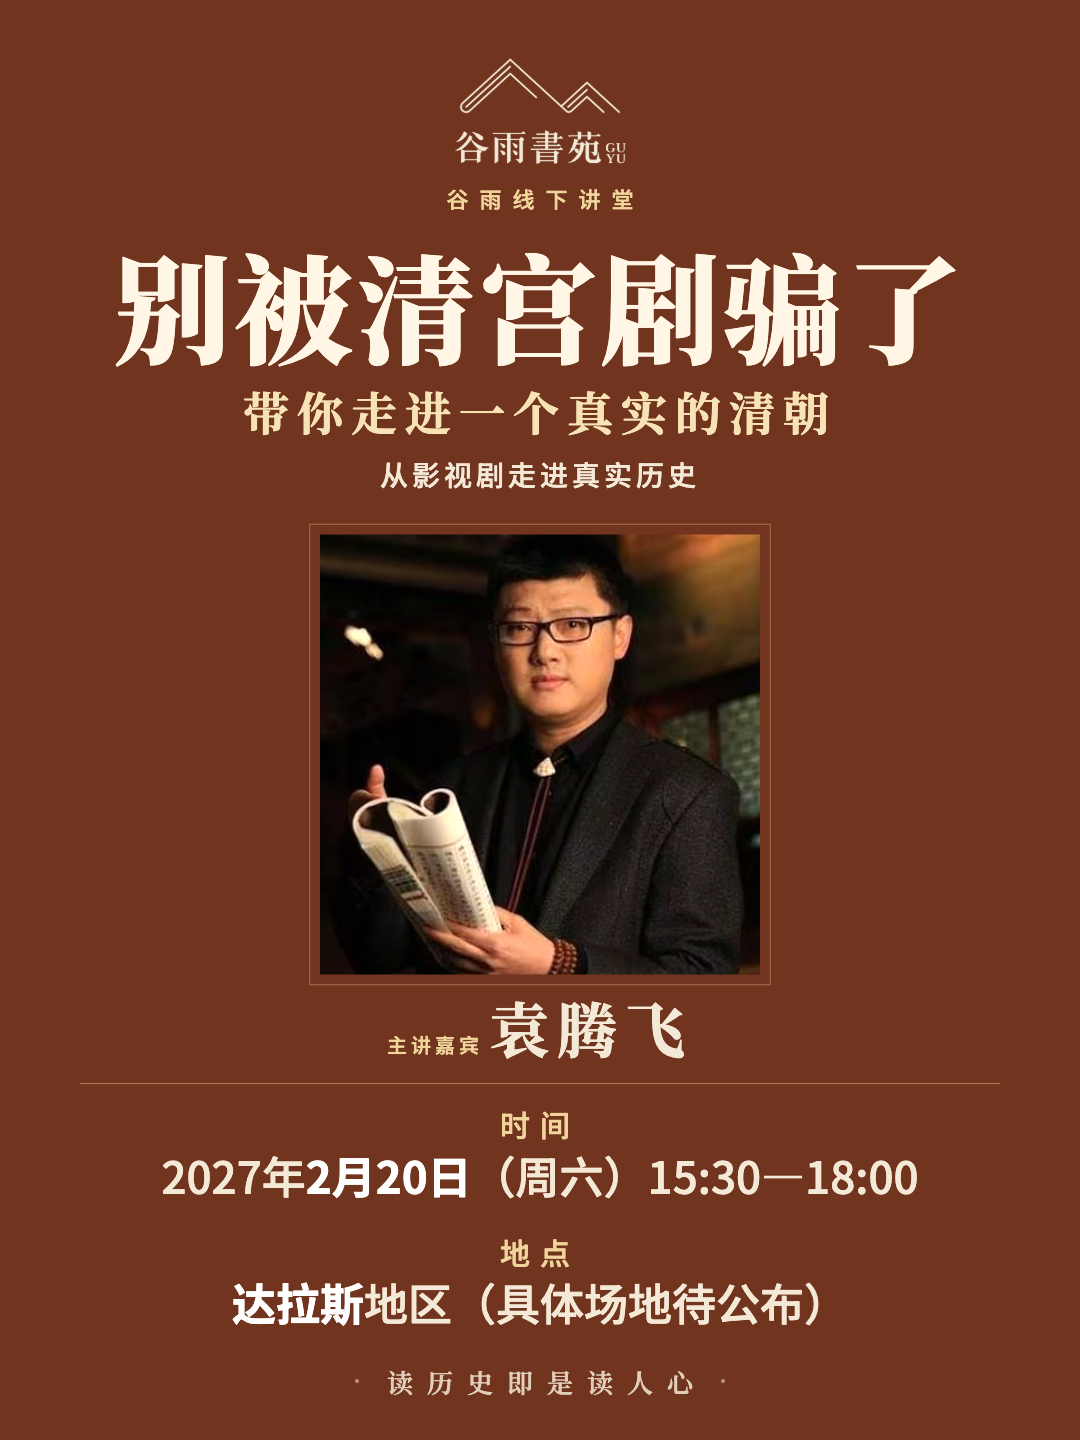 谷雨書苑 GU YU
谷雨线下讲堂
别被清宫剧骗了
带你走进一个真实的清朝
从影视剧走进真实历史
主讲嘉宾 袁腾飞
时间
2027年2月20日（周六）15:30—18:00
地点
达拉斯地区（具体场地待公布）
· 读历史即是读人心 ·